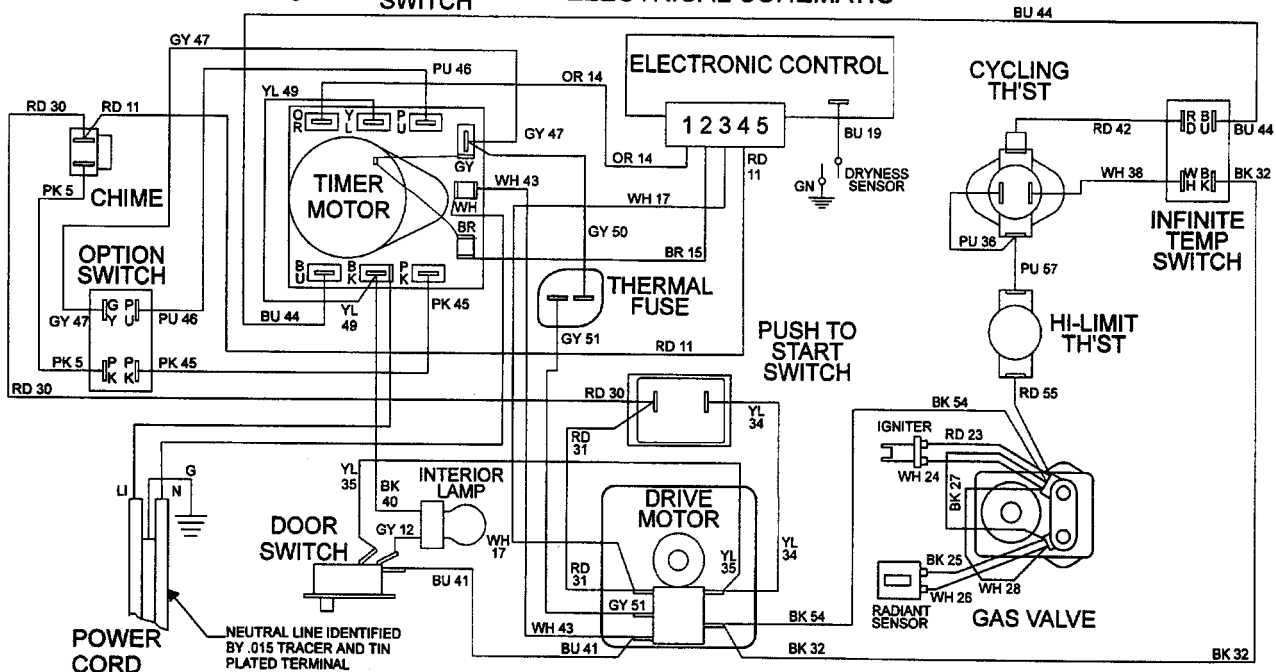 SWITCH
ELECTRICAL SCHEMATIC
BU 44
GY 47
PU 46
OR 14
ELECTRONIC CONTROL
CYCLING
TH'ST
YL 49
RD 30
RD 11
OR
YL
PU
1 2 3 4 5
BU 19
RD 42
RD
BU
BU 44
GY 47
GY
OR 14
RD
11
GN
DRYNESS
SENSOR
PK 5
CHIME
TIMER
MOTOR
WH 43
WH
WH 17
WH 38
WH
BK
BK 32
INFINITE
TEMP
SWITCH
BR
GY 50
BR 15
PU 36
PU 57
OPTION
SWITCH
BU
BK
PK
THERMAL
FUSE
PK 45
GY 47
GY
PU
PU 46
BU 44
YL
49
GY 51
HI-LIMIT
TH'ST
PUSH TO
START
SWITCH
RD 11
PK 5
PK
PK
PK 45
RD 30
RD 30
YL
34
RD 55
BK 54
RD
31
IGNITER
RD 23
WH 24
BK 27
LI
N
G
YL
35
BK
40
INTERIOR
LAMP
GY 12
WH
17
DRIVE
MOTOR
YL
35
YL
34
DOOR
SWITCH
BU 41
RD
31
GY 51
BK 25
WH 26
WH 28
RADIANT
SENSOR
GAS VALVE
WH 43
BK 54
BU 41
BK 32
BK 32
POWER
CORD
NEUTRAL LINE IDENTIFIED
BY .015 TRACER AND TIN
PLATED TERMINAL